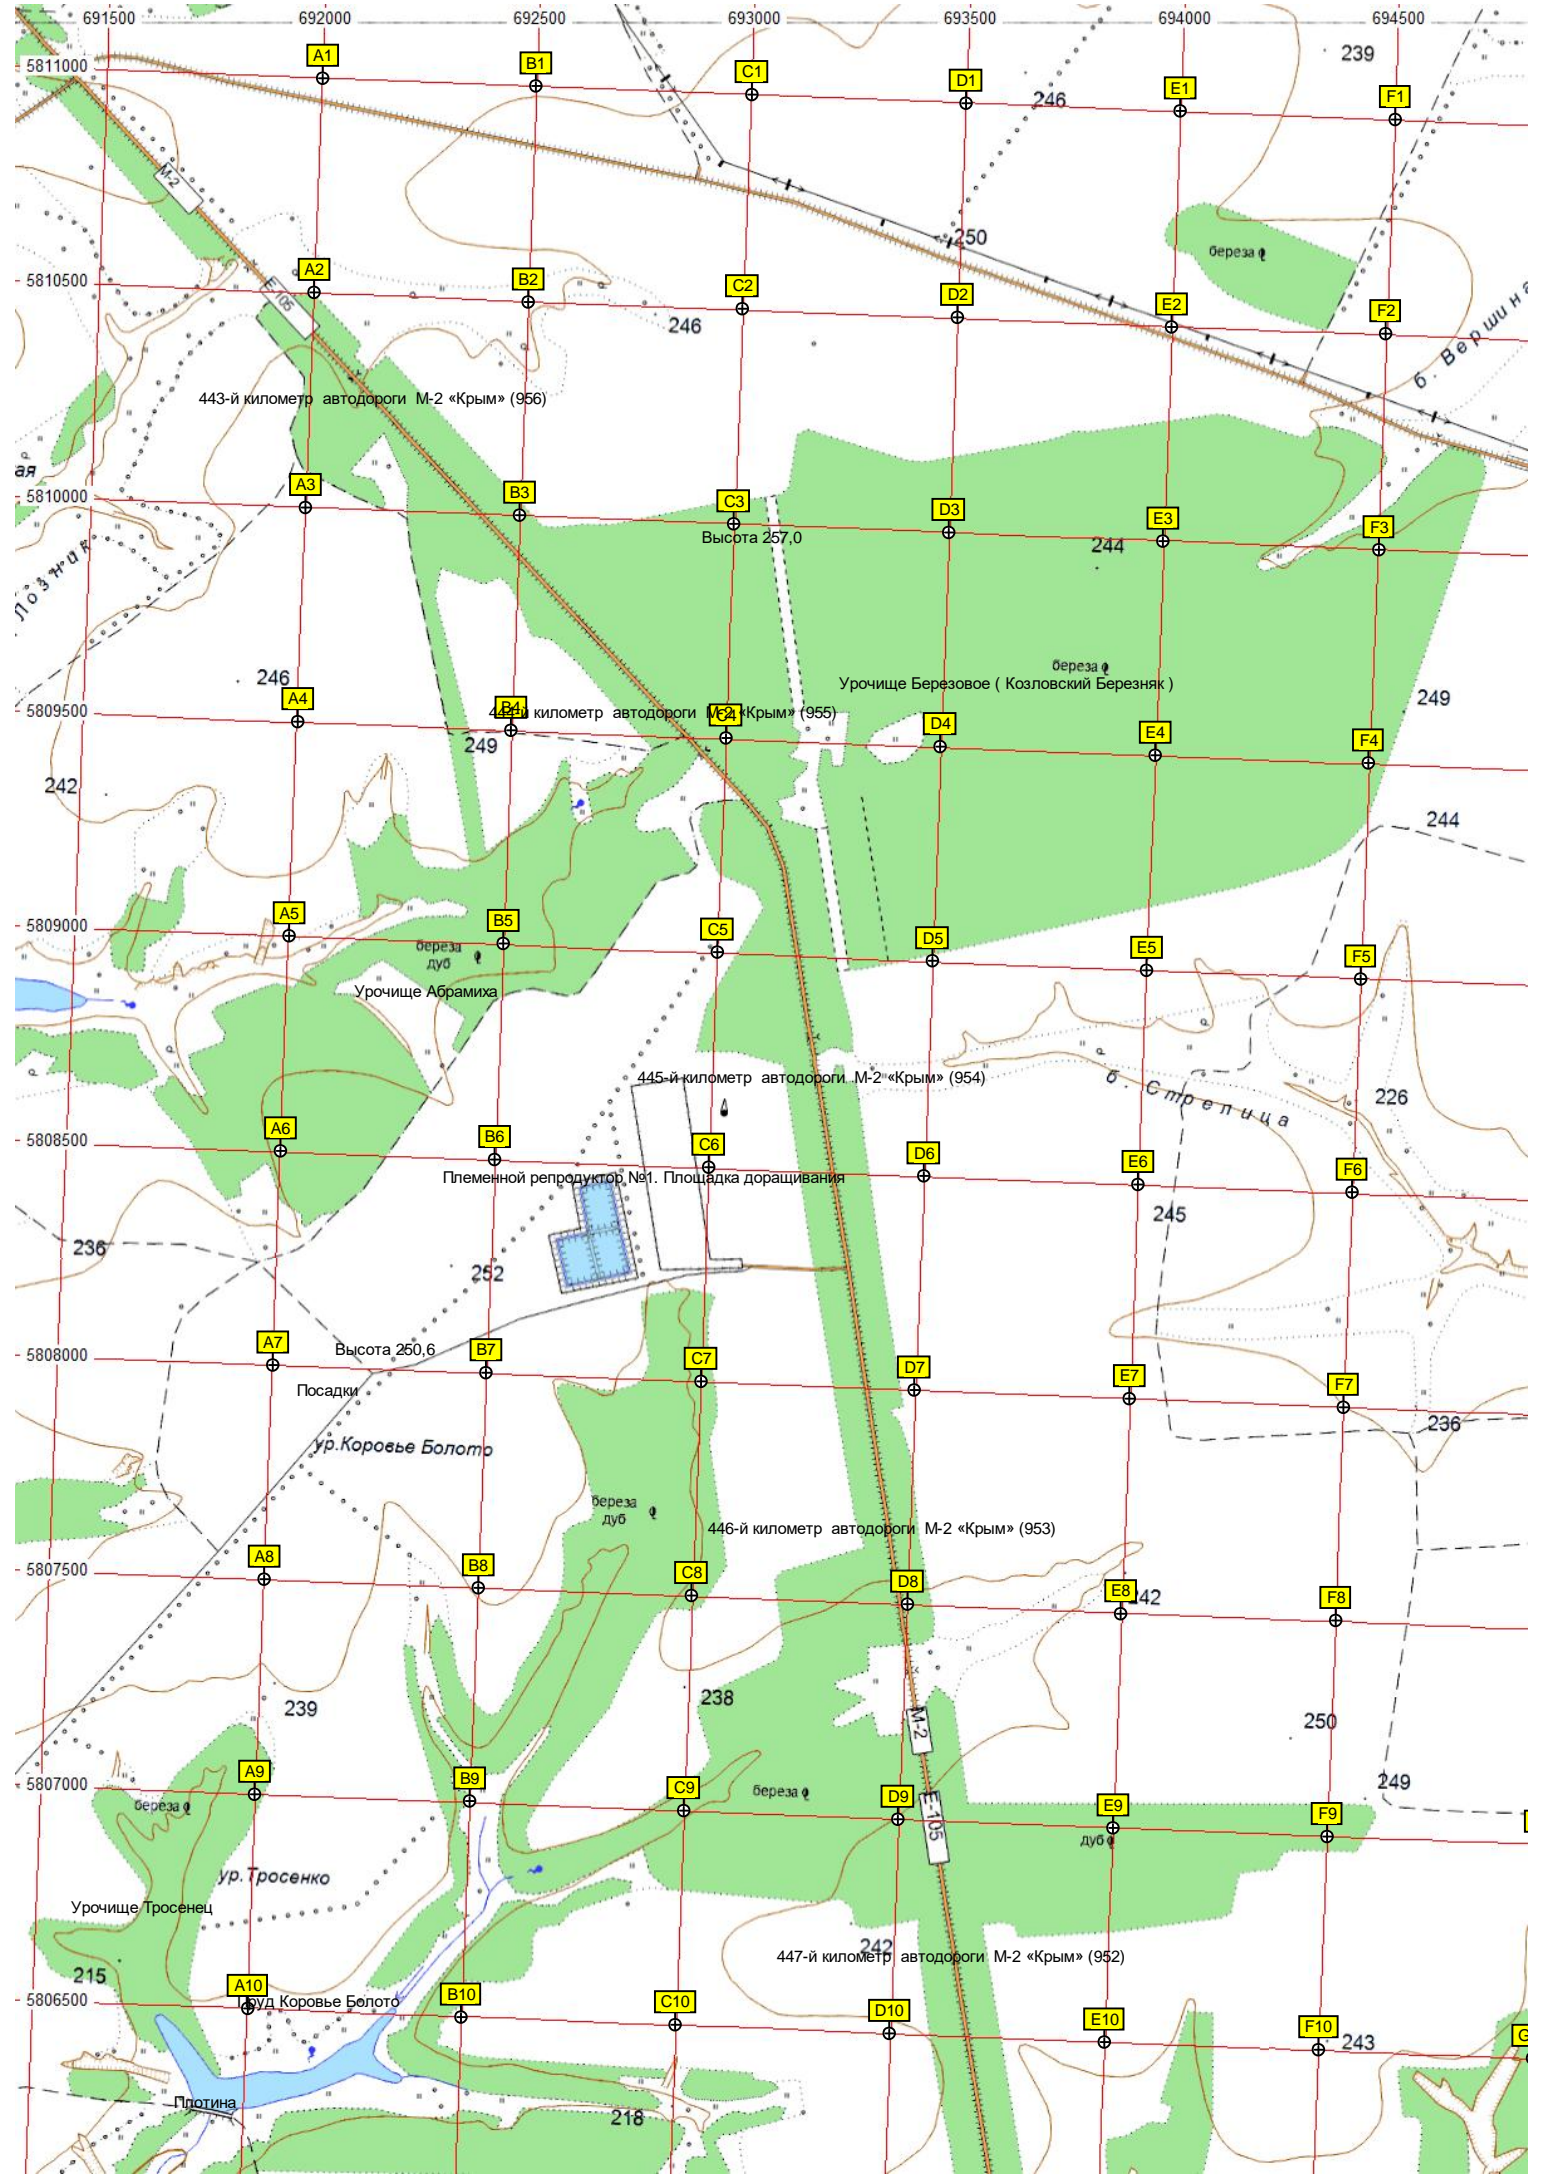 691500 692000 692500 693000 693500 694000 694500
239
5811000
A1 B1 C1 D1 E1 F1
246
М-2
250
береза
5810500
A2 B2 C2 D2 E2 F2
Е-105
246
б. Вершина
443-й километр автодороги М-2 «Крым» (956)
ая
5810000
A3 B3 C3 D3 E3 F3
Высота 257,0
244
Лозник
береза
246
Урочище Березовое ( Козловский Березняк )
249
5809500
A4 B4 C4 D4 E4 F4
444-й километр автодороги М-2 «Крым» (955)
249
242
244
5809000
A5 B5 C5 D5 E5 F5
береза
дуб
Урочище Абрамиха
445-й километр автодороги М-2 «Крым» (954)
б. Стрелица
226
5808500
A6 B6 C6 D6 E6 F6
Племенной репродуктор №1. Площадка доращивания
245
236
252
5808000
A7 B7 C7 D7 E7 F7
Высота 250,6
Посадки
236
ур.Коровье Болото
береза
дуб
446-й километр автодороги М-2 «Крым» (953)
5807500
A8 B8 C8 D8 E8 F8
242
239
238
М-2
250
5807000
A9 B9 C9 D9 E9 F9
249
береза
береза
Е-105
дуб
ур.Тросенко
Урочище Тросенец
242
447-й километр автодороги М-2 «Крым» (952)
215
5806500
A10 B10 C10 D10 E10 F10
Пруд Коровье Болото
243
G
Плотина
218